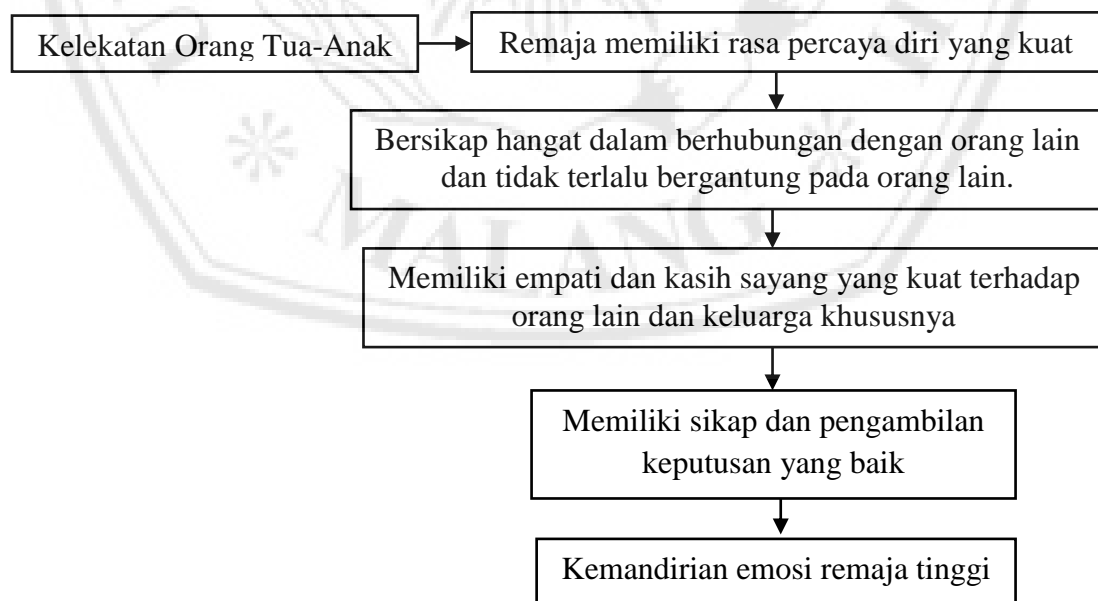 Kelekatan Orang Tua-Anak
Remaja memiliki rasa percaya diri yang kuat
Bersikap hangat dalam berhubungan dengan orang lain
dan tidak terlalu bergantung pada orang lain.
MALANG
Memiliki empati dan kasih sayang yang kuat terhadap
orang lain dan keluarga khususnya
Memiliki sikap dan pengambilan
keputusan yang baik
Kemandirian emosi remaja tinggi